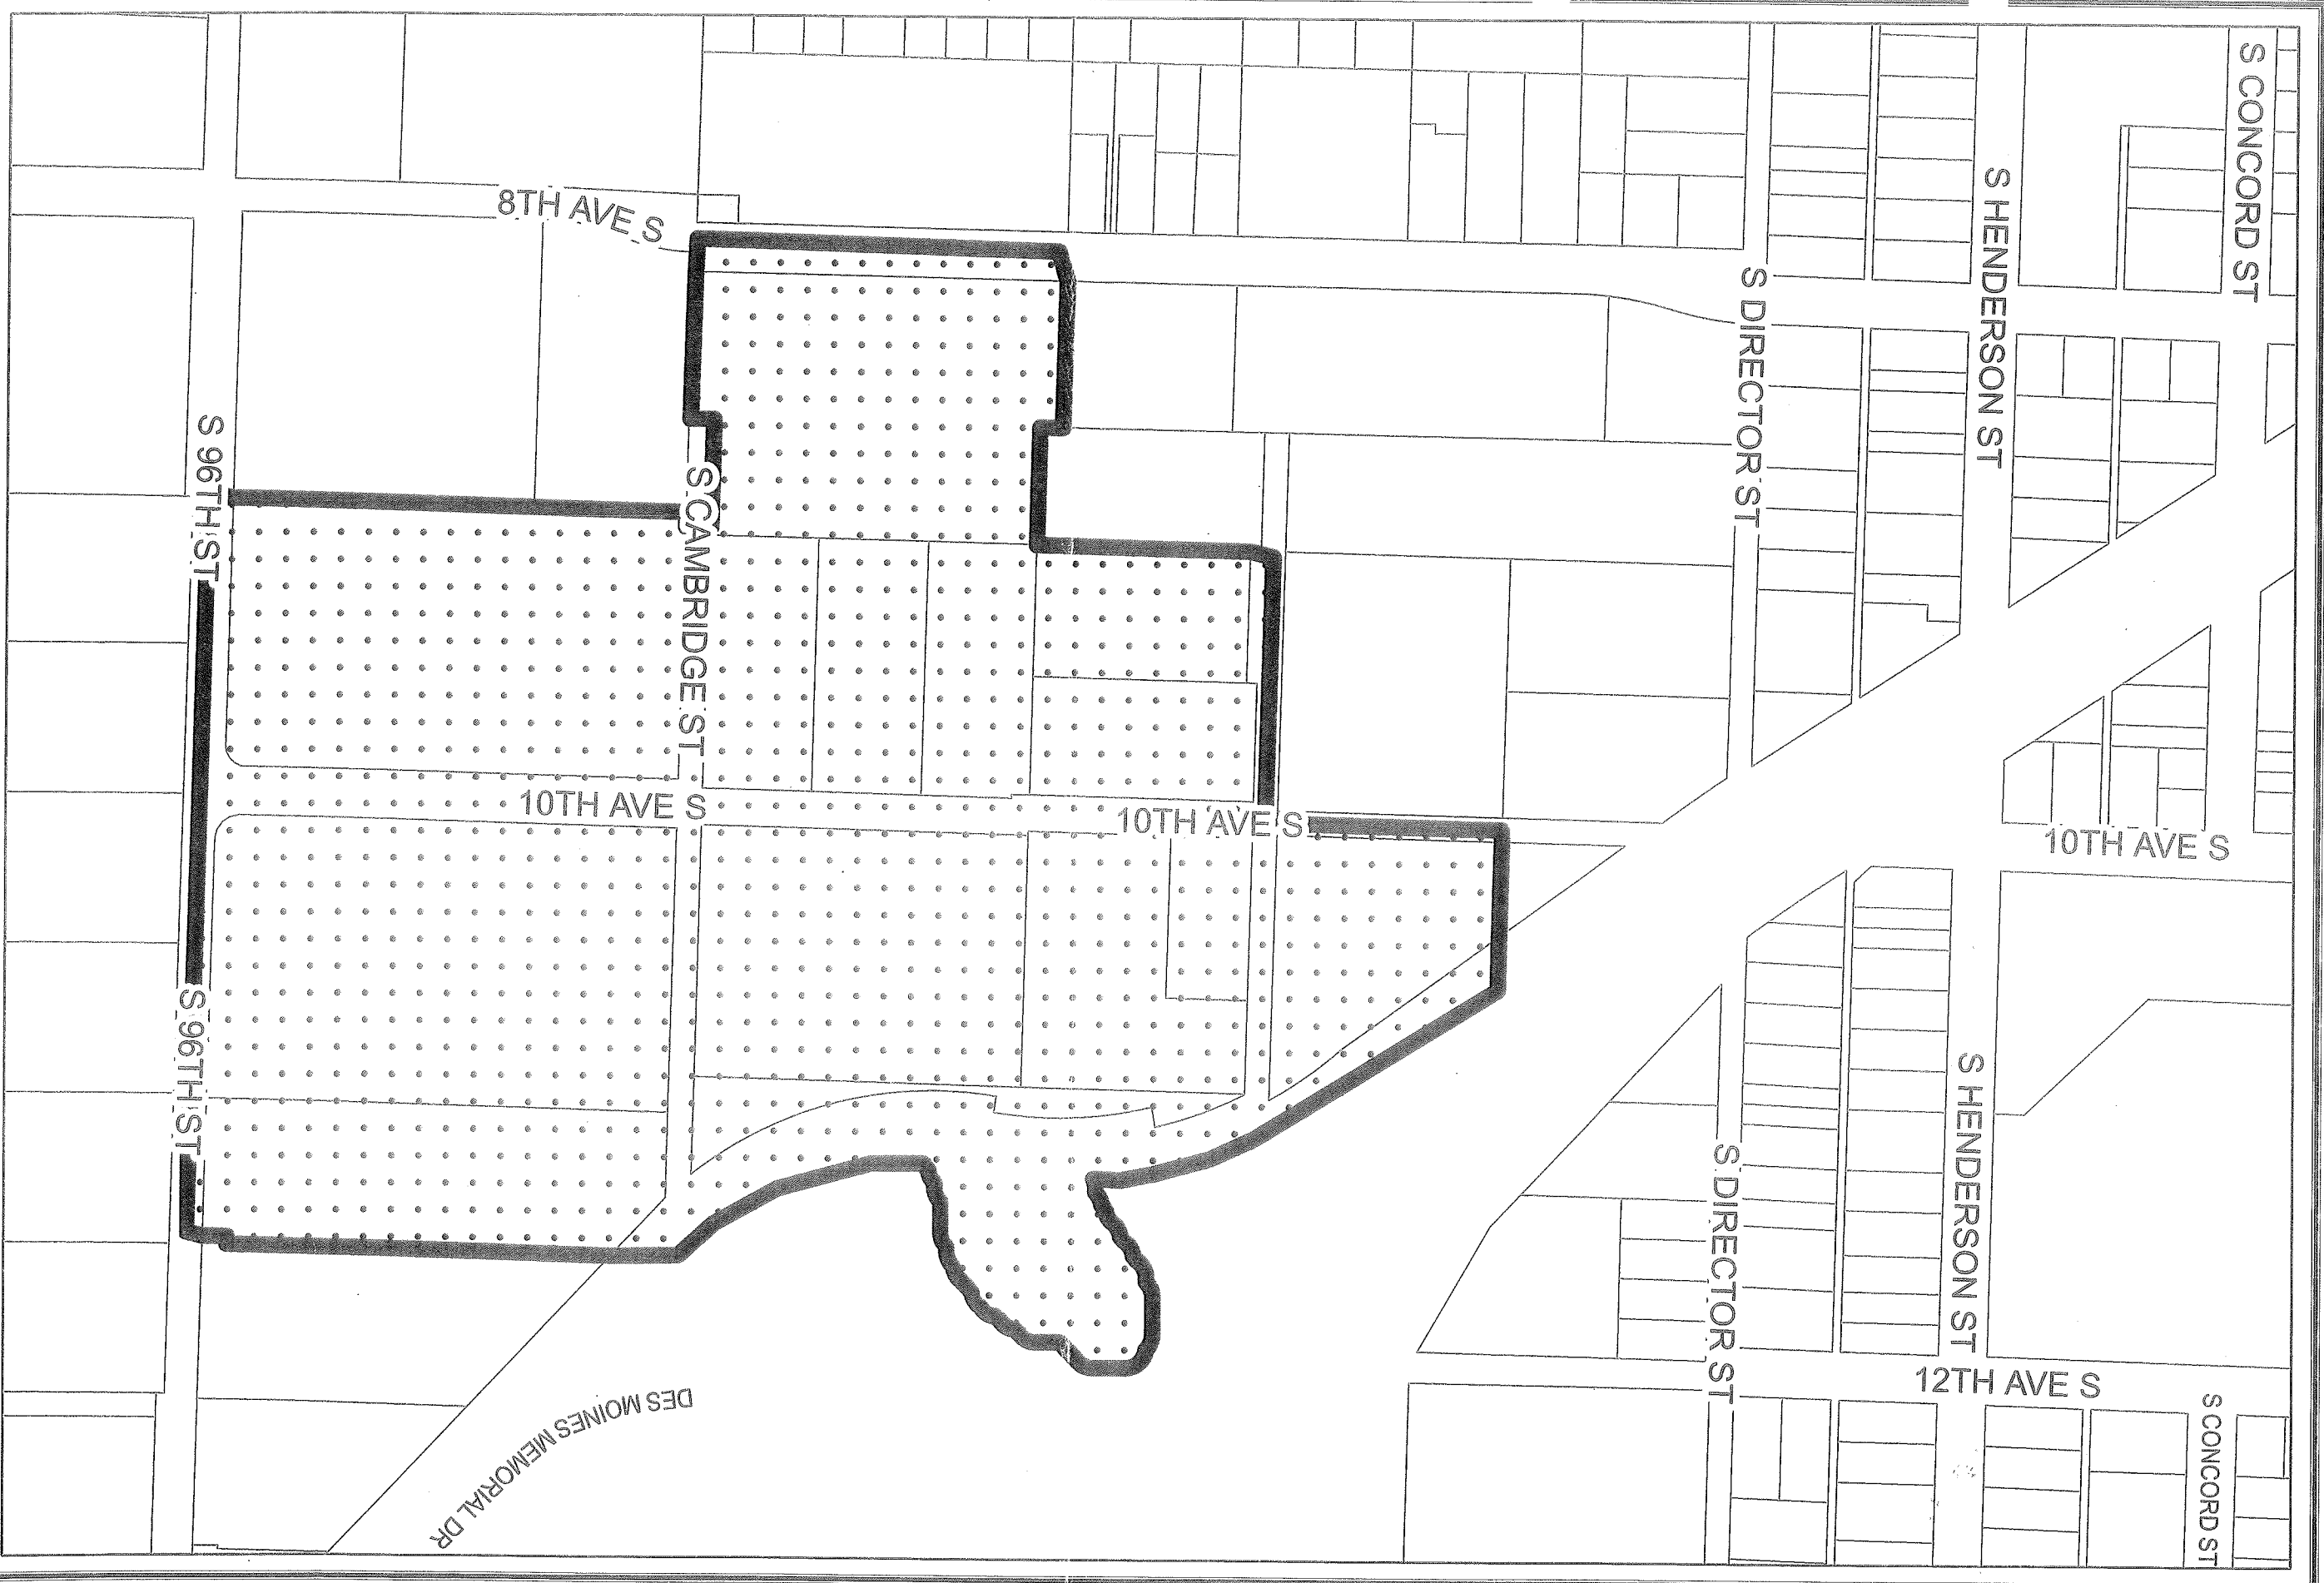 S CONCORD ST
S HENDERSON ST
8TH AVE S
S DIRECTOR ST
S 96TH ST
S CAMBRIDGE ST
10TH AVE S
10TH AVE S
10TH AVE S
S 96TH ST
S HENDERSON ST
S DIRECTOR ST
12TH AVE S
DES MOINES MEMORIAL DR
S CONCORD ST